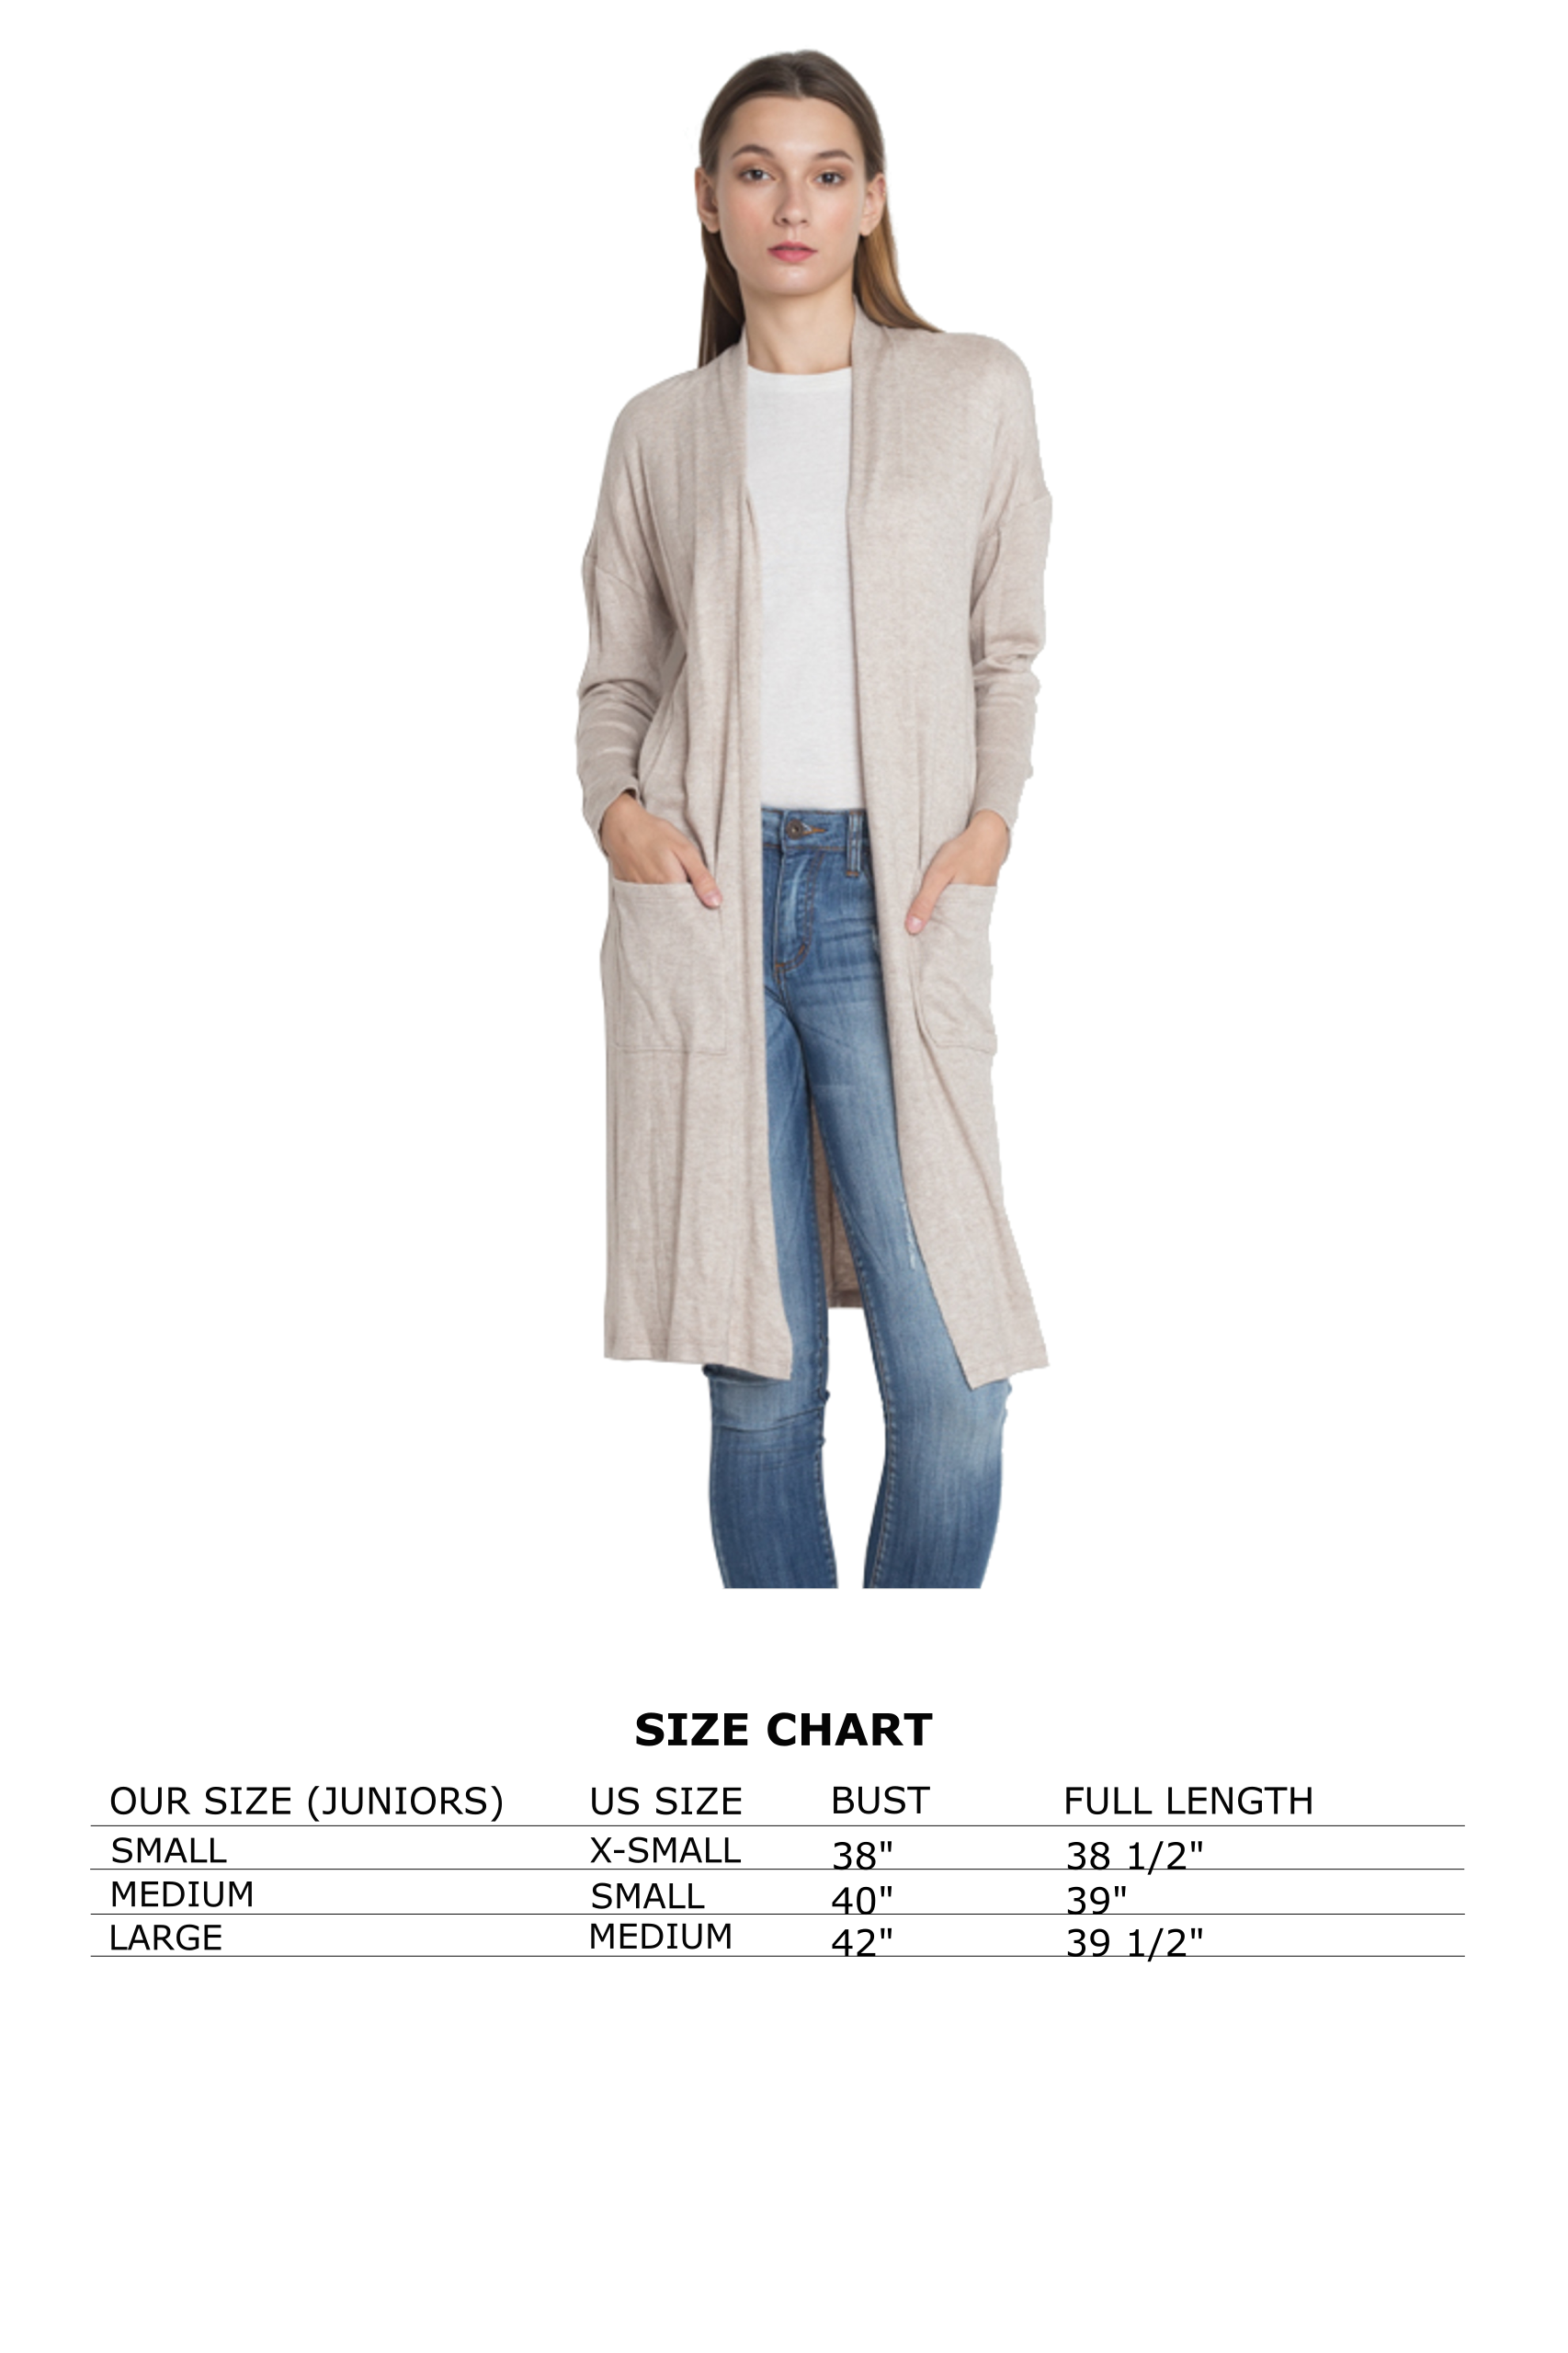 SIZE CHART
OUR SIZE (JUNIORS) US SIZE BUST FULL LENGTH
SMALL X-SMALL 38" 38 1/2"
MEDIUM SMALL 40" 39"
LARGE MEDIUM 42" 39 1/2"